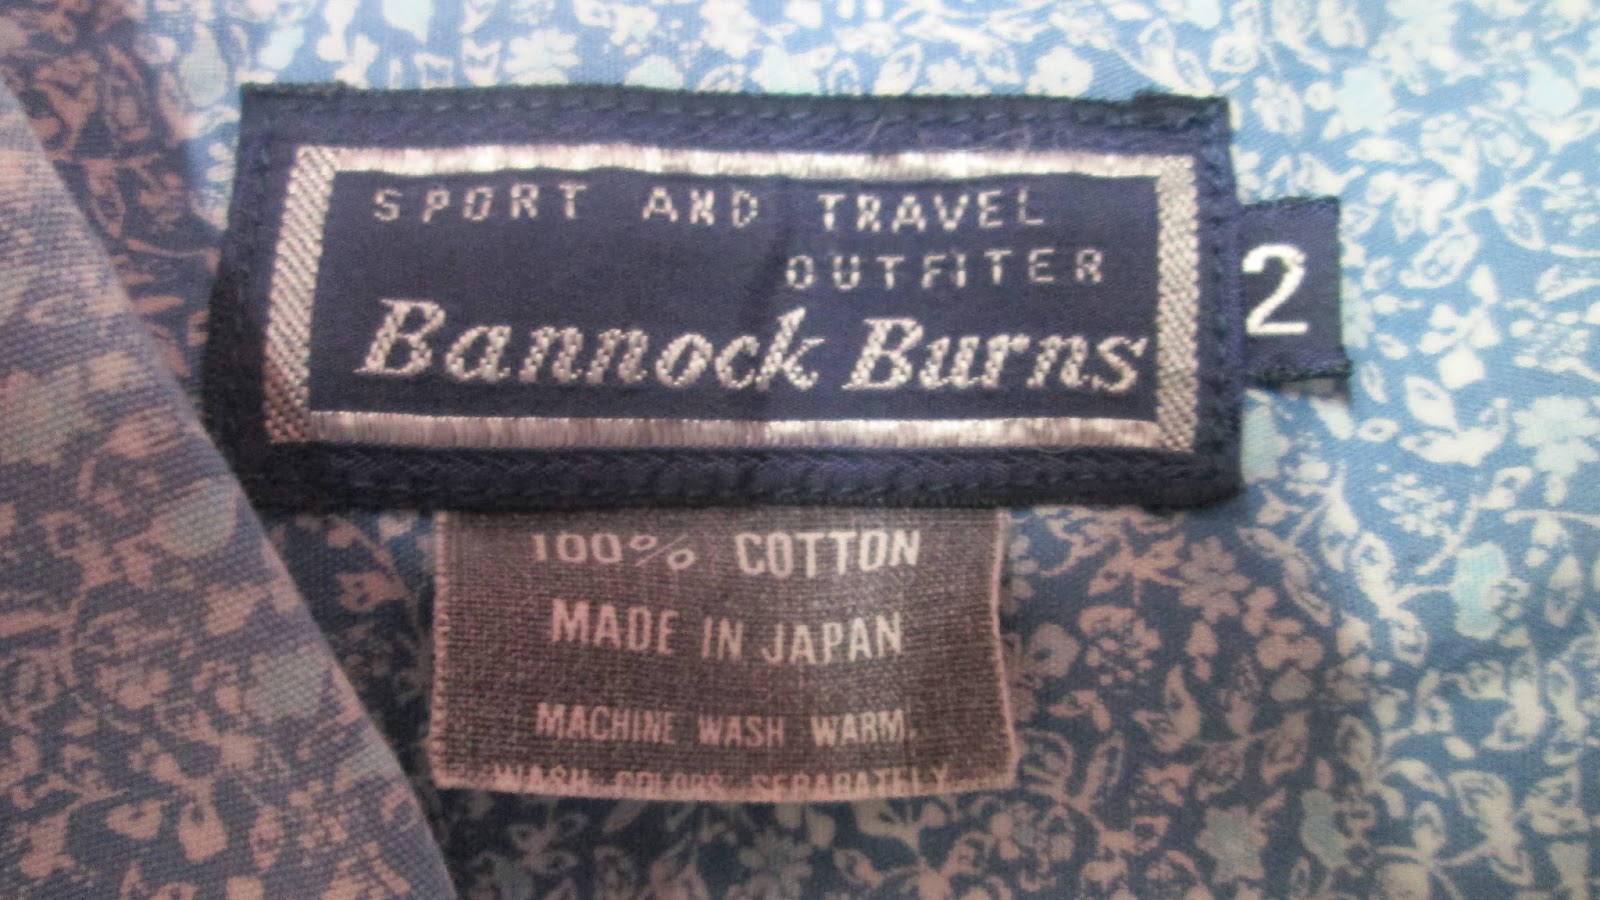 SPORT AND TRAVEL
OUTFITER
Bannock Burns
2
100% COTTON
MADE IN JAPAN
MACHINE WASH WARM.
WASH COLORS SEPARATELY